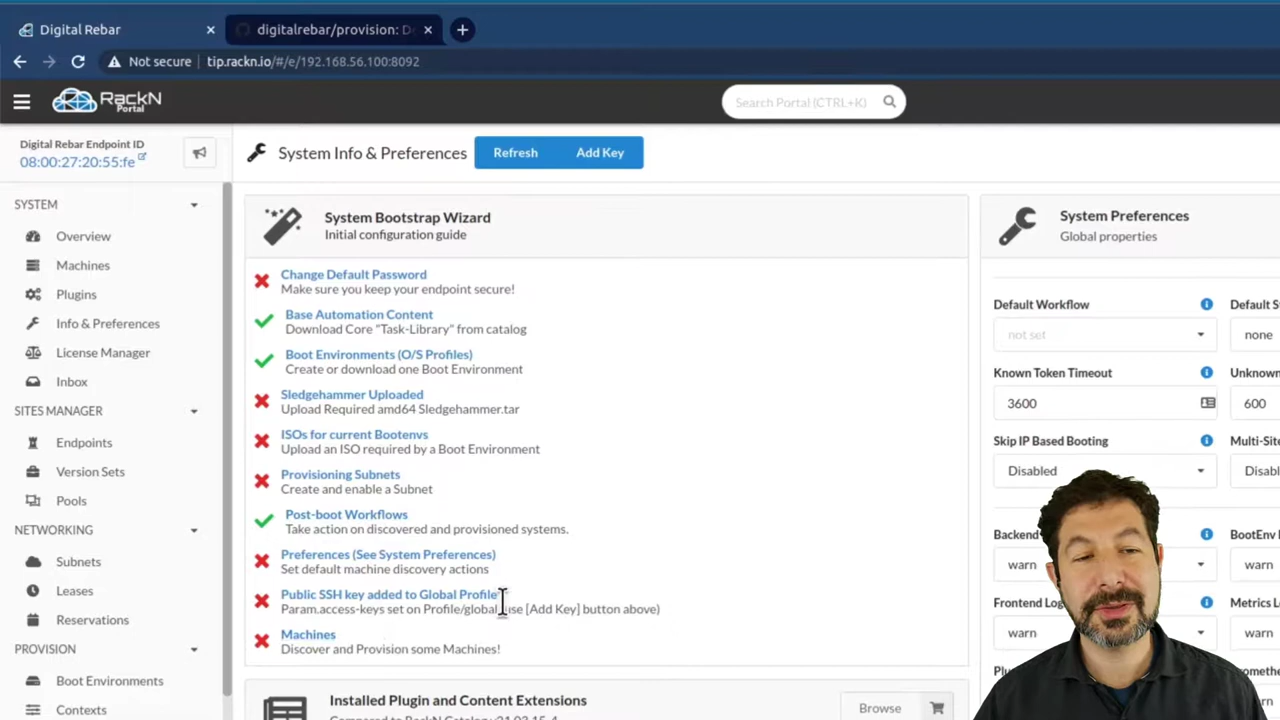 Digital Rebar
digitalrebar/provision: D
Not secure
tip.rackn.io/#/e/192.168.56.100:8092
RackN
Portal
Search Portal (CTRL+K)
Digital Rebar Endpoint ID
08:00:27:20:55:fe
System Info & Preferences
Refresh
Add Key
SYSTEM
Overview
Machines
Plugins
Info & Preferences
License Manager
Inbox
SITES MANAGER
Endpoints
Version Sets
Pools
NETWORKING
Subnets
Leases
Reservations
PROVISION
Boot Environments
Contexts
System Bootstrap Wizard
Initial configuration guide
Change Default Password
Make sure you keep your endpoint secure!
Base Automation Content
Download Core "Task-Library" from catalog
Boot Environments (O/S Profiles)
Create or download one Boot Environment
Sledgehammer Uploaded
Upload Required amd64 Sledgehammer.tar
ISOs for current Bootenvs
Upload an ISO required by a Boot Environment
Provisioning Subnets
Create and enable a Subnet
Post-boot Workflows
Take action on discovered and provisioned systems.
Preferences (See System Preferences)
Set default machine discovery actions
Public SSH key added to Global Profile
Param.access-keys set on Profile/global use [Add Key] button above)
Machines
Discover and Provision some Machines!
Installed Plugin and Content Extensions
Browse
System Preferences
Global properties
Default Workflow
Default S
not set
none
Known Token Timeout
Unknow
3600
600
Skip IP Based Booting
Multi-Sit
Disabled
Disabl
Backend
BootEnv
warn
warn
Frontend Log
Metrics L
warn
warn
Plu